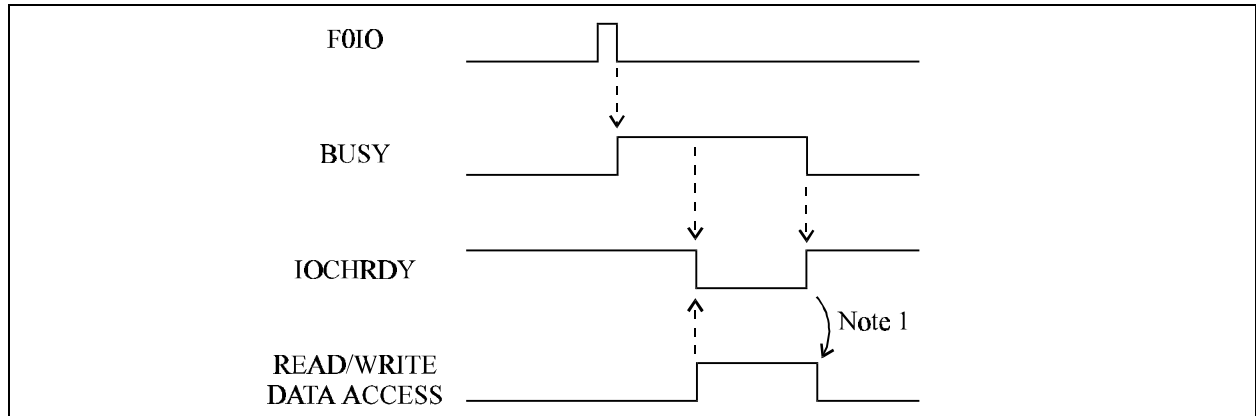 F0IO
BUSY
IOCHRDY
Note 1
READ/WRITE
DATA ACCESS